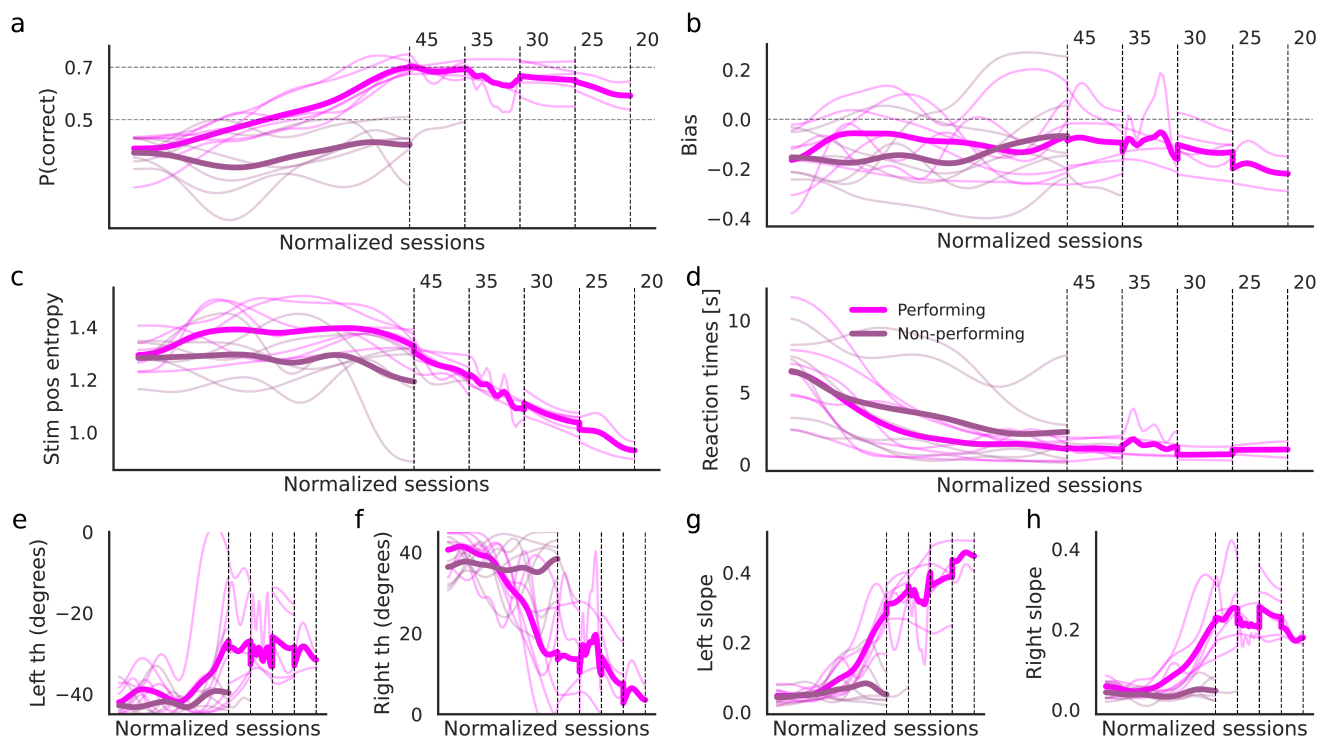 a
45 35 30 25 20
0.7
0.5
P(correct)
Normalized sessions
b
45 35 30 25 20
0.2
0.0
−0.2
−0.4
Bias
Normalized sessions
c
45 35 30 25 20
1.4
1.2
1.0
Stim pos entropy
Normalized sessions
d
45 35 30 25 20
10
5
0
Reaction times [s]
Performing
Non-performing
Normalized sessions
e
0
−20
−40
Left th (degrees)
Normalized sessions
f
40
20
0
Right th (degrees)
Normalized sessions
g
0.4
0.2
0.0
Left slope
Normalized sessions
h
0.4
0.2
0.0
Right slope
Normalized sessions